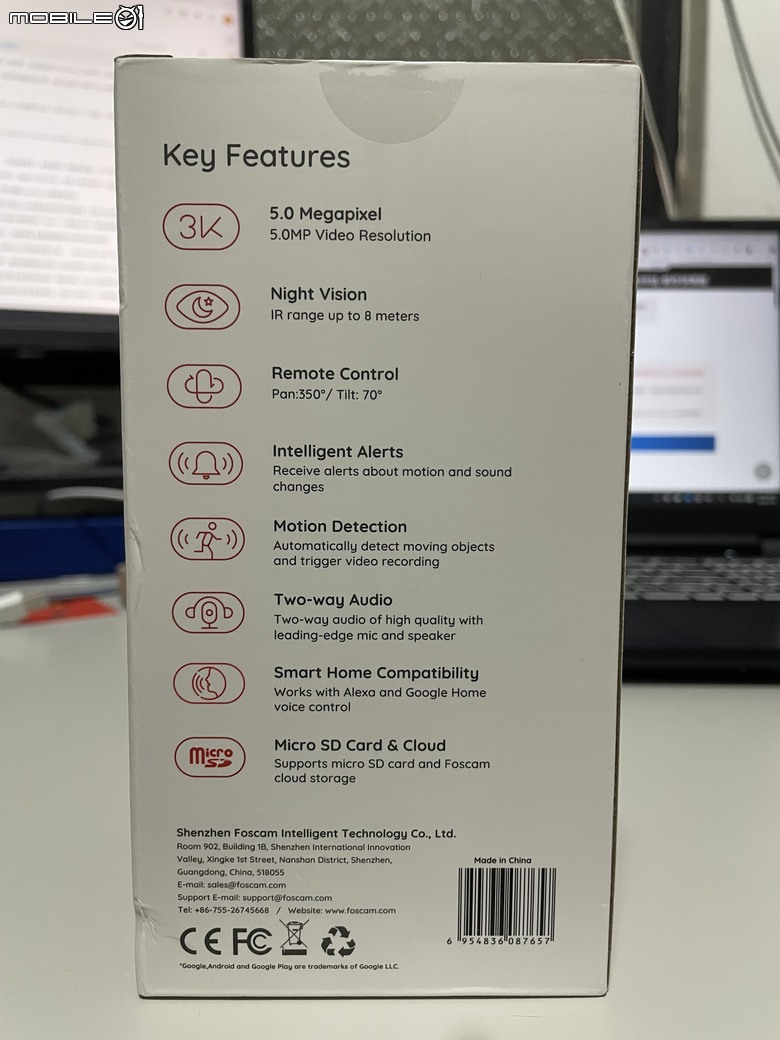 MOBILE01
Key Features
3K
5.0 Megapixel
5.0MP Video Resolution
Night Vision
IR range up to 8 meters
Remote Control
Pan:350°/ Tilt: 70°
Intelligent Alerts
Receive alerts about motion and sound
changes
Motion Detection
Automatically detect moving objects
and trigger video recording
Two-way Audio
Two-way audio of high quality with
leading-edge mic and speaker
Smart Home Compatibility
Works with Alexa and Google Home
voice control
Micro
SD
Micro SD Card & Cloud
Supports micro SD card and Foscam
cloud storage
Shenzhen Foscam Intelligent Technology Co., Ltd.
Room 902, Building 1B, Shenzhen International Innovation
Valley, Xingke 1st Street, Nanshan District, Shenzhen,
Guangdong, China, 518055
E-mail: sales@foscam.com
Support E-mail: support@foscam.com
Tel: +86-755-26745668 / Website: www.foscam.com
CE FC
*Google,Android and Google Play are trademarks of Google LLC.
Made in China
6 954836 087657